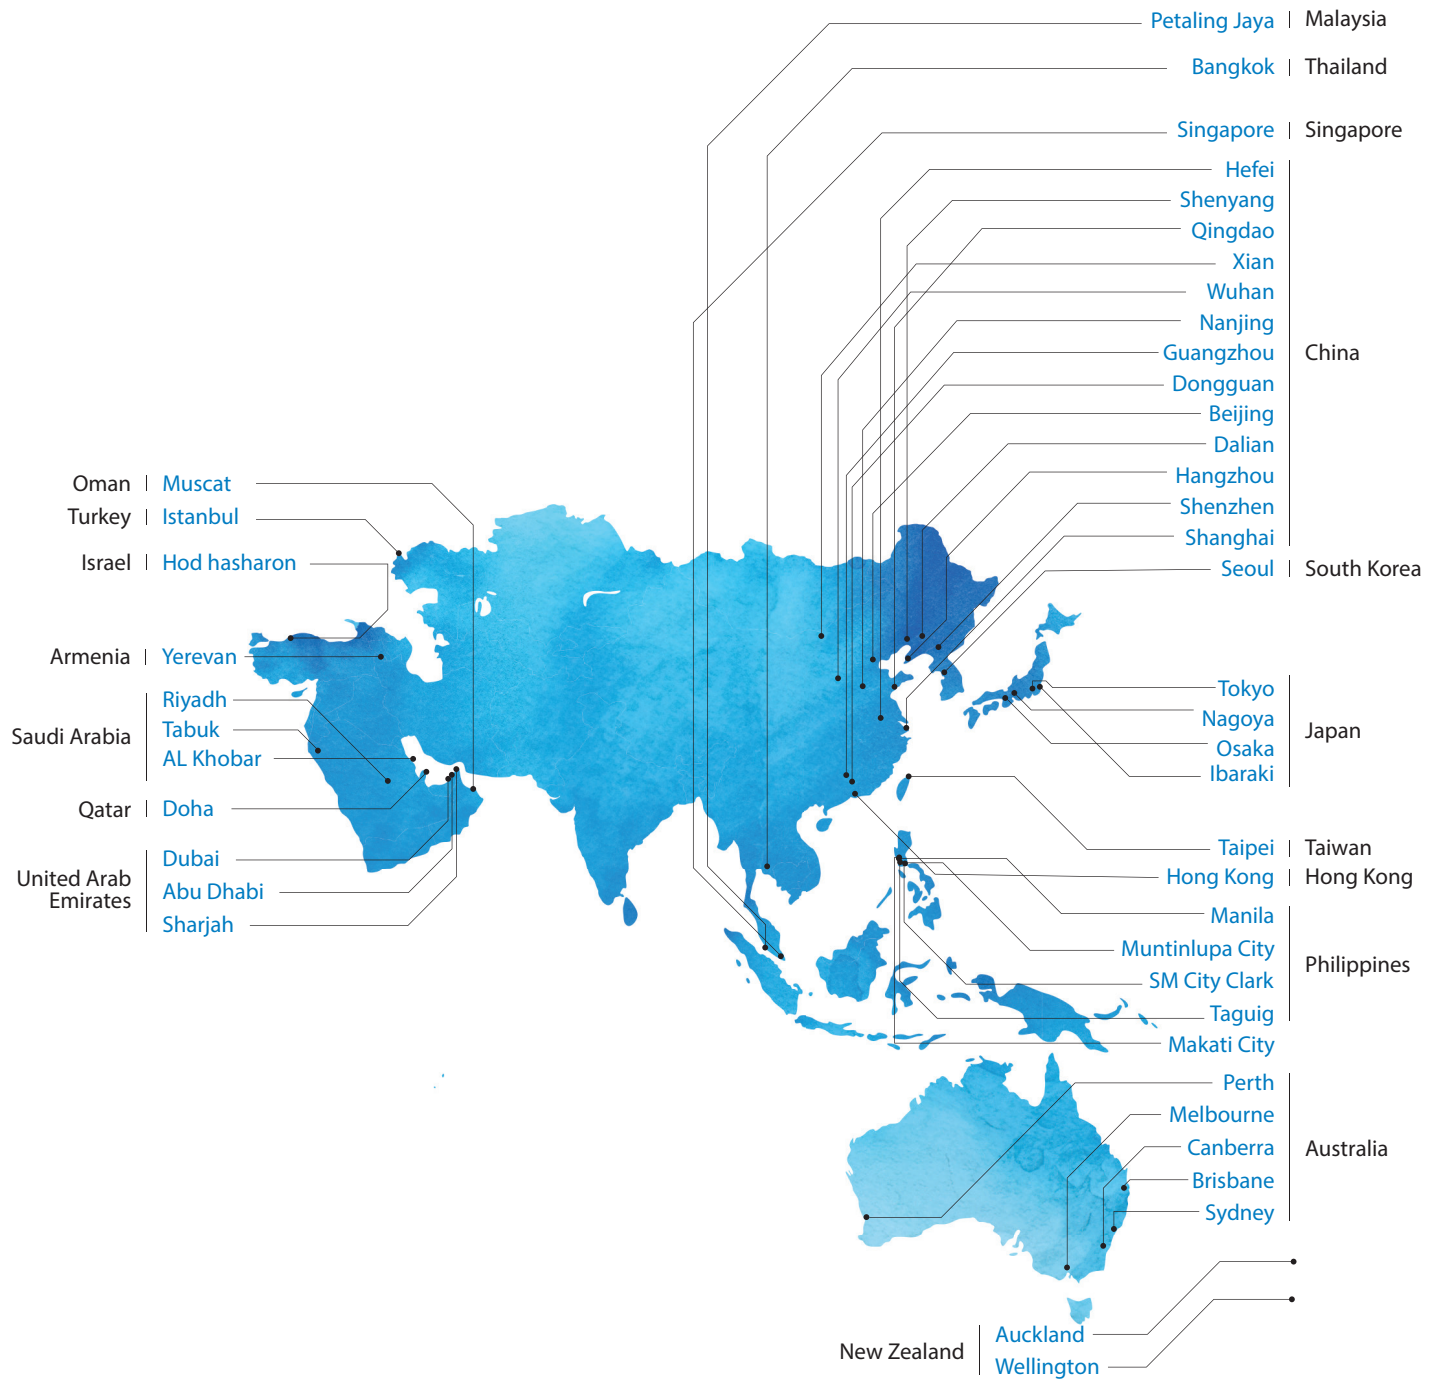 Petaling Jaya
Malaysia
Bangkok
Thailand
Singapore
Singapore
Hefei
Shenyang
Qingdao
Xian
Wuhan
Nanjing
Guangzhou
Dongguan
Beijing
Dalian
Hangzhou
Shenzhen
Shanghai
China
Seoul
South Korea
Oman
Muscat
Turkey
Istanbul
Israel
Hod hasharon
Armenia
Yerevan
Saudi Arabia
Riyadh
Tabuk
AL Khobar
Qatar
Doha
United Arab
Emirates
Dubai
Abu Dhabi
Sharjah
Tokyo
Nagoya
Osaka
Ibaraki
Japan
Taipei
Taiwan
Hong Kong
Hong Kong
Manila
Muntinlupa City
SM City Clark
Taguig
Makati City
Philippines
Perth
Melbourne
Canberra
Brisbane
Sydney
Australia
New Zealand
Auckland
Wellington